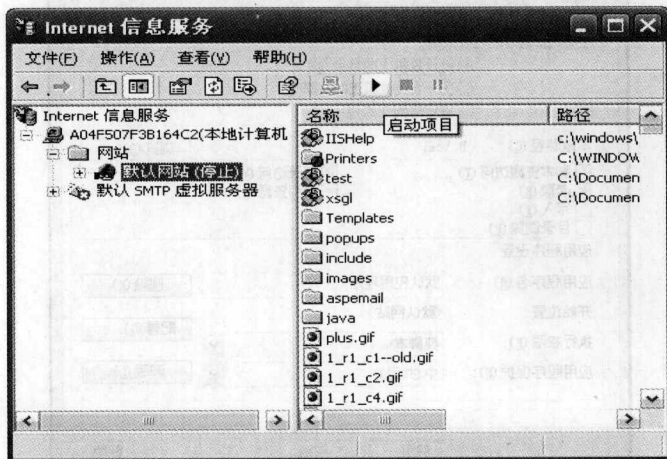 Internet 信息服务
文件(F) 操作(A) 查看(V) 帮助(H)
Internet 信息服务
A04F507F3B164C2(本地计算机
网站
默认网站 (停止)
默认 SMTP 虚拟服务器
名称 路径
启动项目
IISHelp c:\windows\
Printers C:\WINDOW
test C:\Documen
xsgl C:\Documen
Templates
popups
include
images
aspemail
java
plus.gif
1_r1_c1--old.gif
1_r1_c2.gif
1_r1_c4.gif